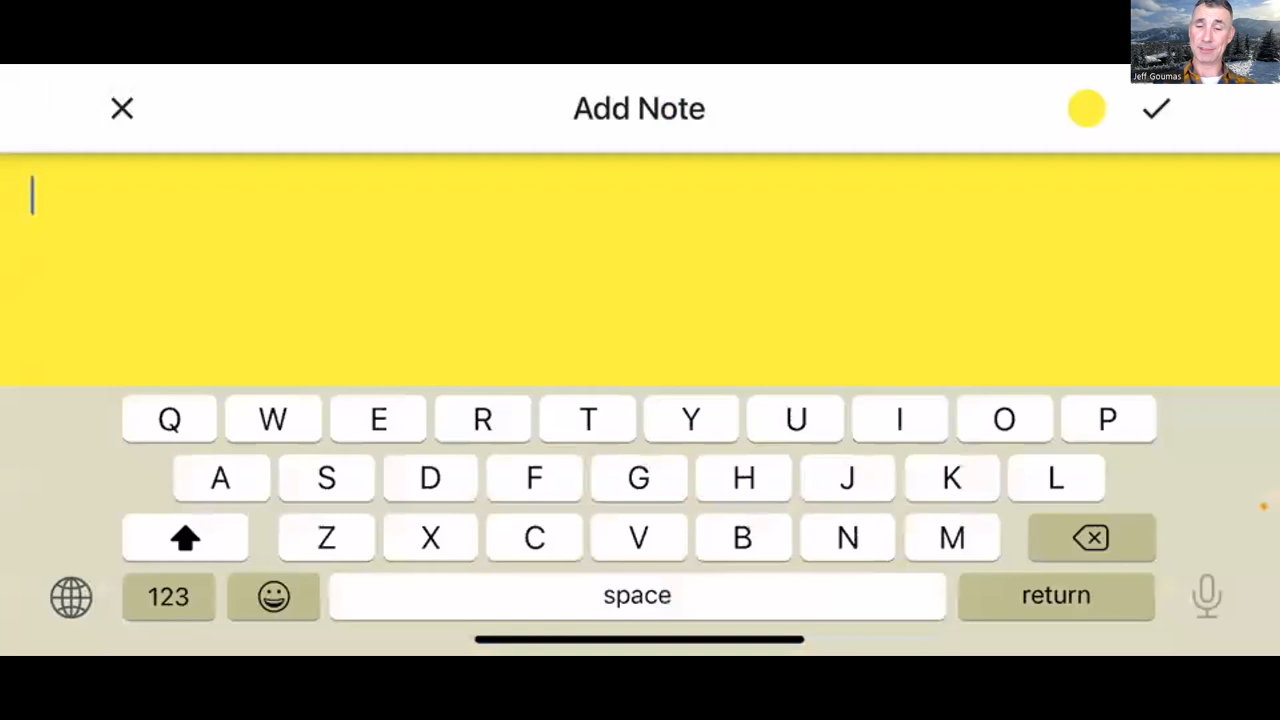 Jeff Goumas
Add Note
Q W E R T Y U I O P
A S D F G H J K L
Z X C V B N M
123 space return